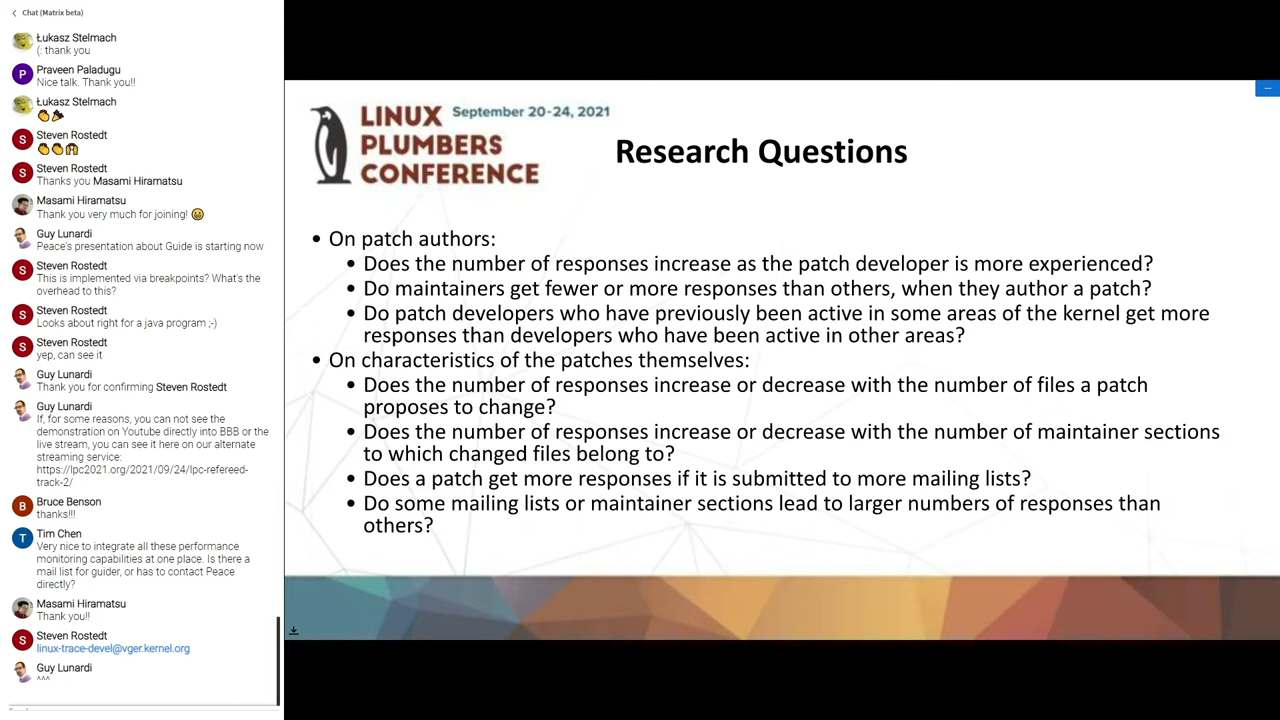 Chat (Matrix beta)
Łukasz Stelmach
(: thank you
P
Praveen Paladugu
Nice talk. Thank you!!
Łukasz Stelmach
S
Steven Rostedt
S
Steven Rostedt
Thanks you Masami Hiramatsu
Masami Hiramatsu
Thank you very much for joining!
Guy Lunardi
Peace's presentation about Guide is starting now
S
Steven Rostedt
This is implemented via breakpoints? What's the
overhead to this?
S
Steven Rostedt
Looks about right for a java program ;-)
S
Steven Rostedt
yep, can see it
Guy Lunardi
Thank you for confirming Steven Rostedt
Guy Lunardi
If, for some reasons, you can not see the
demonstration on Youtube directly into BBB or the
live stream, you can see it here on our alternate
streaming service:
https://lpc2021.org/2021/09/24/lpc-refereed-
track-2/
B
Bruce Benson
thanks!!!
T
Tim Chen
Very nice to integrate all these performance
monitoring capabilities at one place. Is there a
mail list for guider, or has to contact Peace
directly?
Masami Hiramatsu
Thank you!!
S
Steven Rostedt
linux-trace-devel@vger.kernel.org
Guy Lunardi
^^^
LINUX
PLUMBERS
CONFERENCE
September 20-24, 2021
Research Questions
• On patch authors:
• Does the number of responses increase as the patch developer is more experienced?
• Do maintainers get fewer or more responses than others, when they author a patch?
• Do patch developers who have previously been active in some areas of the kernel get more
responses than developers who have been active in other areas?
• On characteristics of the patches themselves:
• Does the number of responses increase or decrease with the number of files a patch
proposes to change?
• Does the number of responses increase or decrease with the number of maintainer sections
to which changed files belong to?
• Does a patch get more responses if it is submitted to more mailing lists?
• Do some mailing lists or maintainer sections lead to larger numbers of responses than
others?